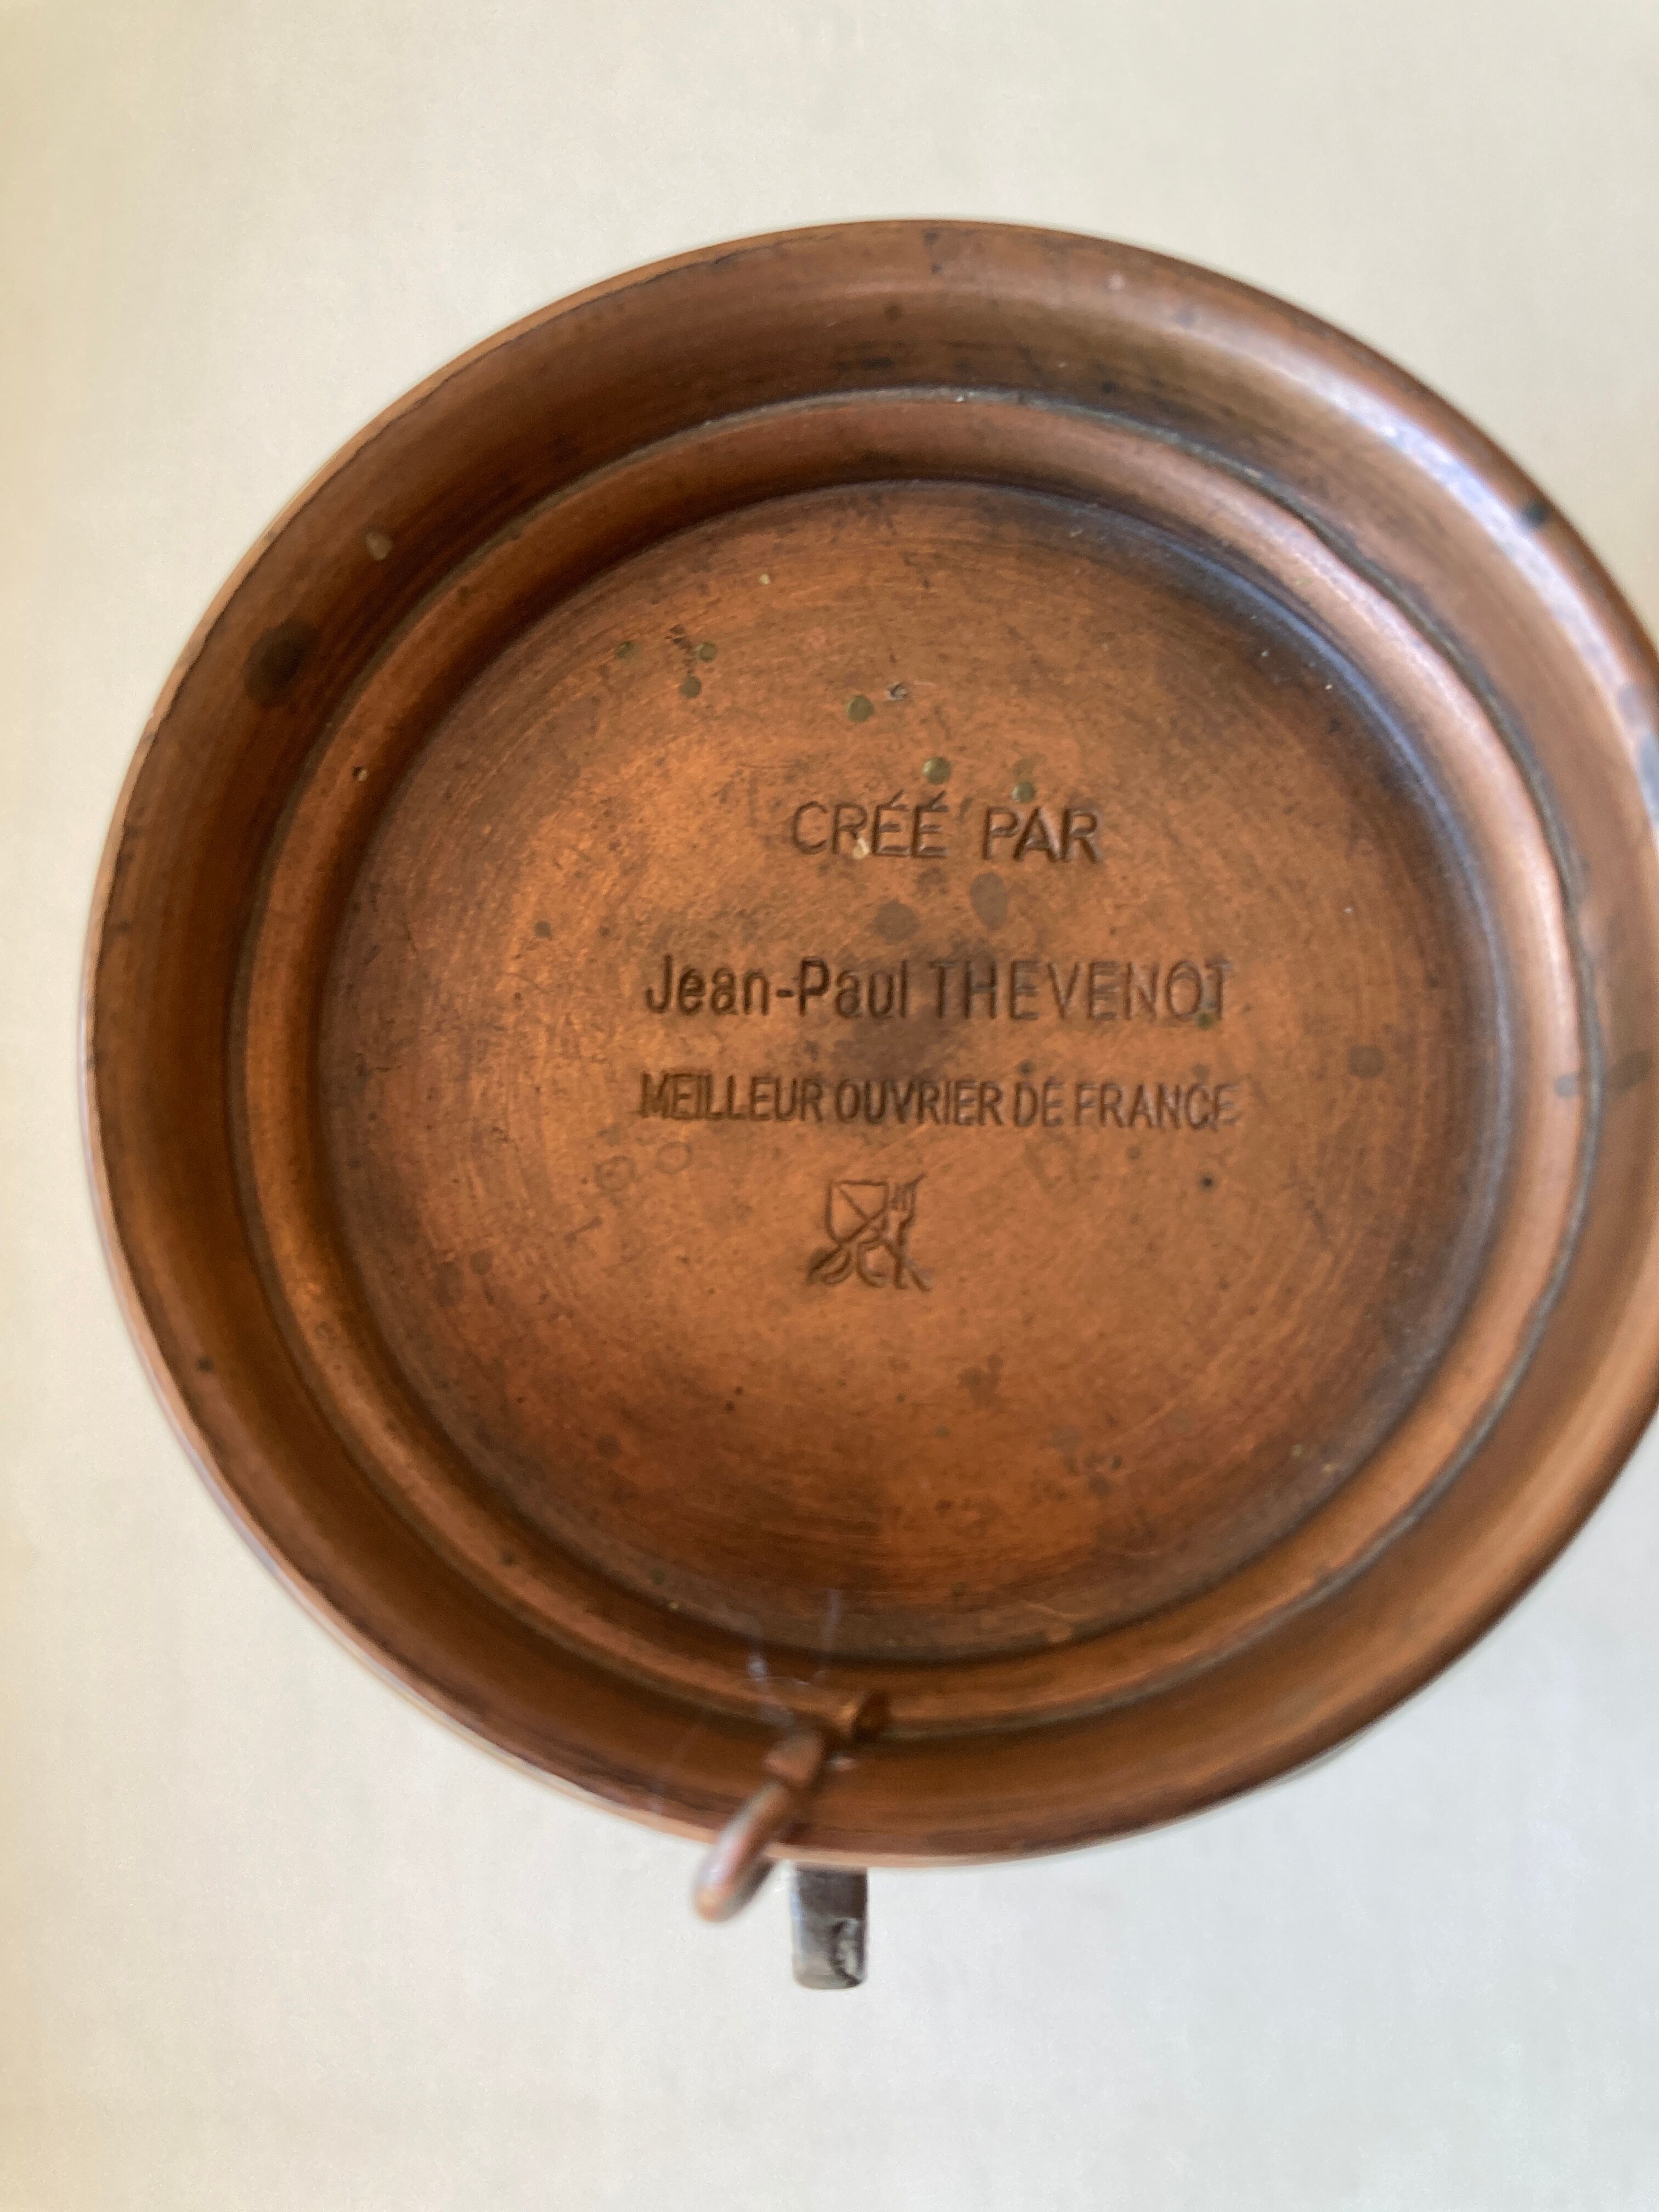 CRÉÉ PAR
Jean-Paul THEVENOT
MEILLEUR OUVRIER DE FRANCE